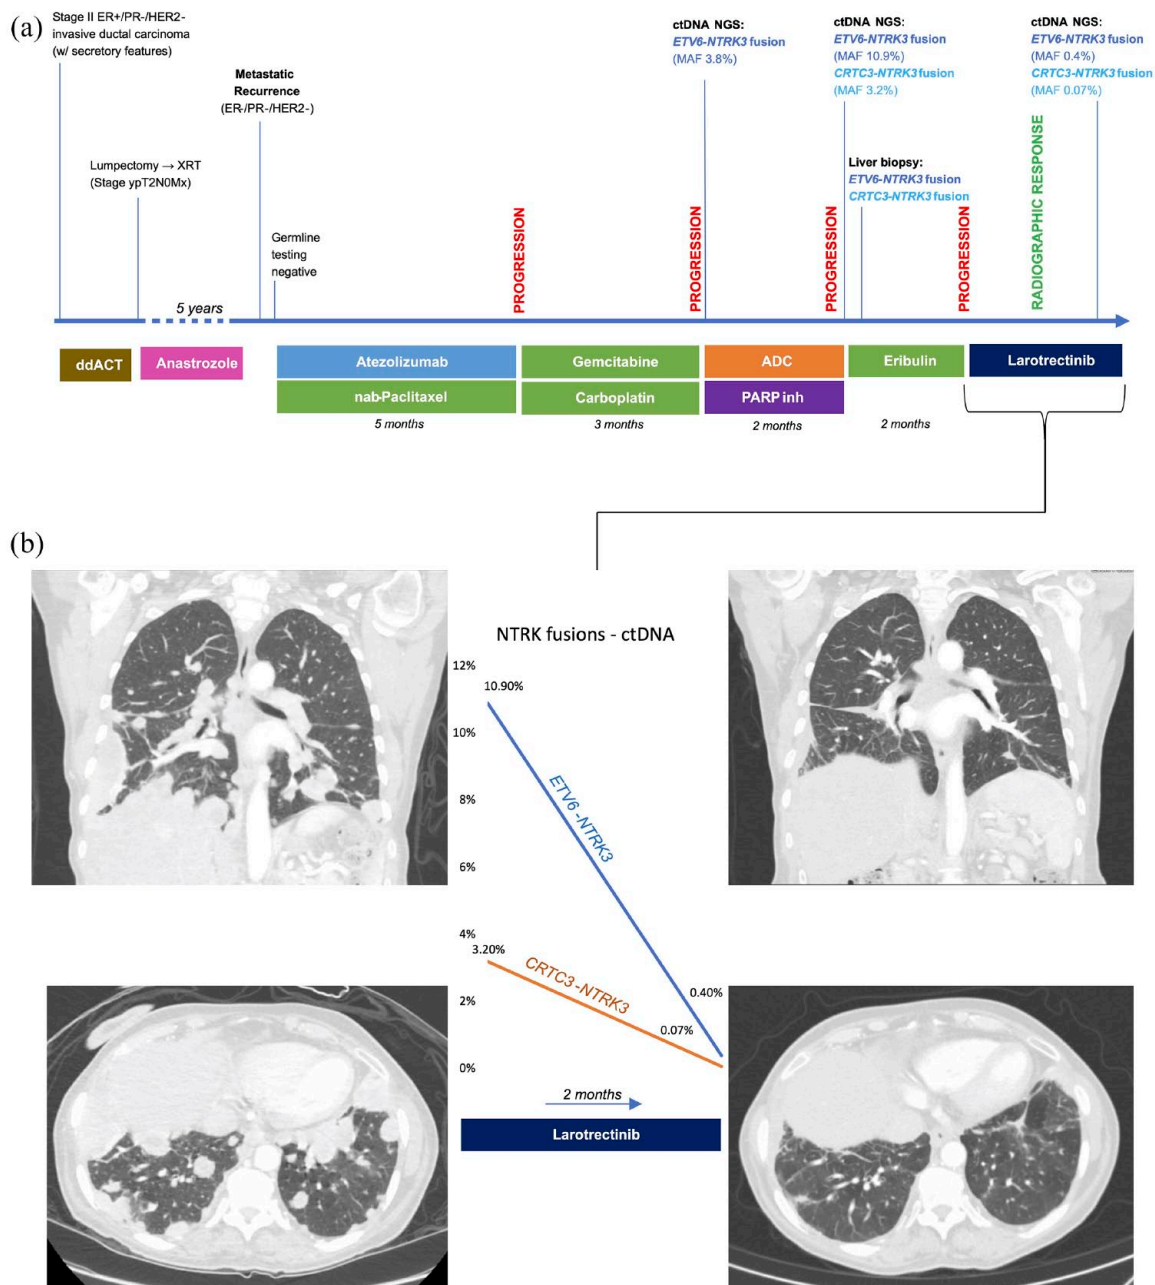 (a)
Stage II ER+/PR-/HER2-
invasive ductal carcinoma
(w/ secretory features)
Lumpectomy → XRT
(Stage ypT2N0Mx)
Metastatic
Recurrence
(ER-/PR-/HER2-)
Germline
testing
negative
5 years
PROGRESSION
ctDNA NGS:
ETV6-NTRK3 fusion
(MAF 3.8%)
PROGRESSION
PROGRESSION
ctDNA NGS:
ETV6-NTRK3 fusion
(MAF 10.9%)
CRTC3-NTRK3 fusion
(MAF 3.2%)
Liver biopsy:
ETV6-NTRK3 fusion
CRTC3-NTRK3 fusion
PROGRESSION
RADIOGRAPHIC RESPONSE
ctDNA NGS:
ETV6-NTRK3 fusion
(MAF 0.4%)
CRTC3-NTRK3 fusion
(MAF 0.07%)
ddACT
Anastrozole
Atezolizumab
nab-Paclitaxel
5 months
Gemcitabine
Carboplatin
3 months
ADC
PARP inh
2 months
Eribulin
2 months
Larotrectinib
(b)
NTRK fusions - ctDNA
12%
10.90%
10%
8%
6%
4%
3.20%
2%
0%
ETV6-NTRK3
CRTC3-NTRK3
0.40%
0.07%
2 months
Larotrectinib